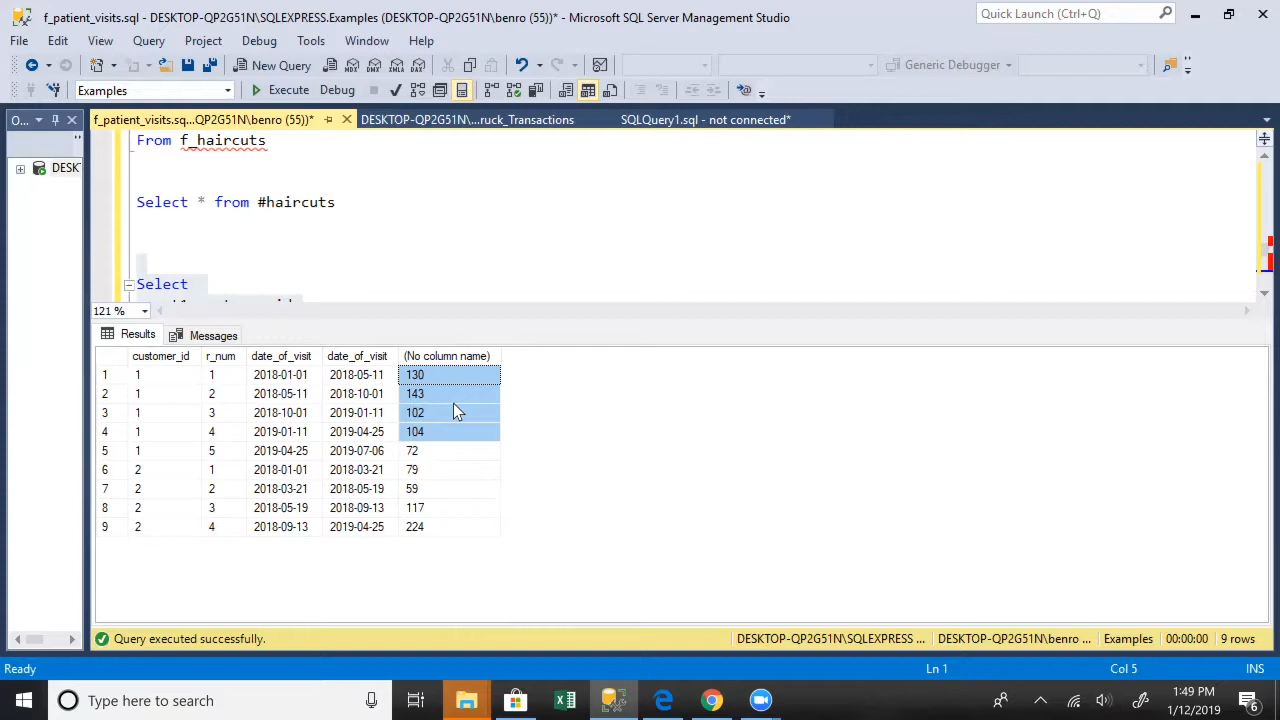 f_patient_visits.sql - DESKTOP-QP2G51N\SQLEXPRESS.Examples (DESKTOP-QP2G51N\benro (55))* - Microsoft SQL Server Management Studio
Quick Launch (Ctrl+Q)
File Edit View Query Project Debug Tools Window Help
New Query
MDX DMX XMLA DAX
Generic Debugger
Examples
Execute Debug
O...
f_patient_visits.sq...QP2G51N\benro (55))*
DESKTOP-QP2G51N\...ruck_Transactions
SQLQuery1.sql - not connected*
DESK
From f_haircuts
Select * from #haircuts
Select
121 %
Results Messages
customer_id r_num date_of_visit date_of_visit (No column name)
1 1 1 2018-01-01 2018-05-11 130
2 1 2 2018-05-11 2018-10-01 143
3 1 3 2018-10-01 2019-01-11 102
4 1 4 2019-01-11 2019-04-25 104
5 1 5 2019-04-25 2019-07-06 72
6 2 1 2018-01-01 2018-03-21 79
7 2 2 2018-03-21 2018-05-19 59
8 2 3 2018-05-19 2018-09-13 117
9 2 4 2018-09-13 2019-04-25 224
Query executed successfully.
DESKTOP-QP2G51N\SQLEXPRESS ...
DESKTOP-QP2G51N\benro ...
Examples
00:00:00
9 rows
Ready
Ln 1
Col 5
INS
Type here to search
1:49 PM
1/12/2019
6